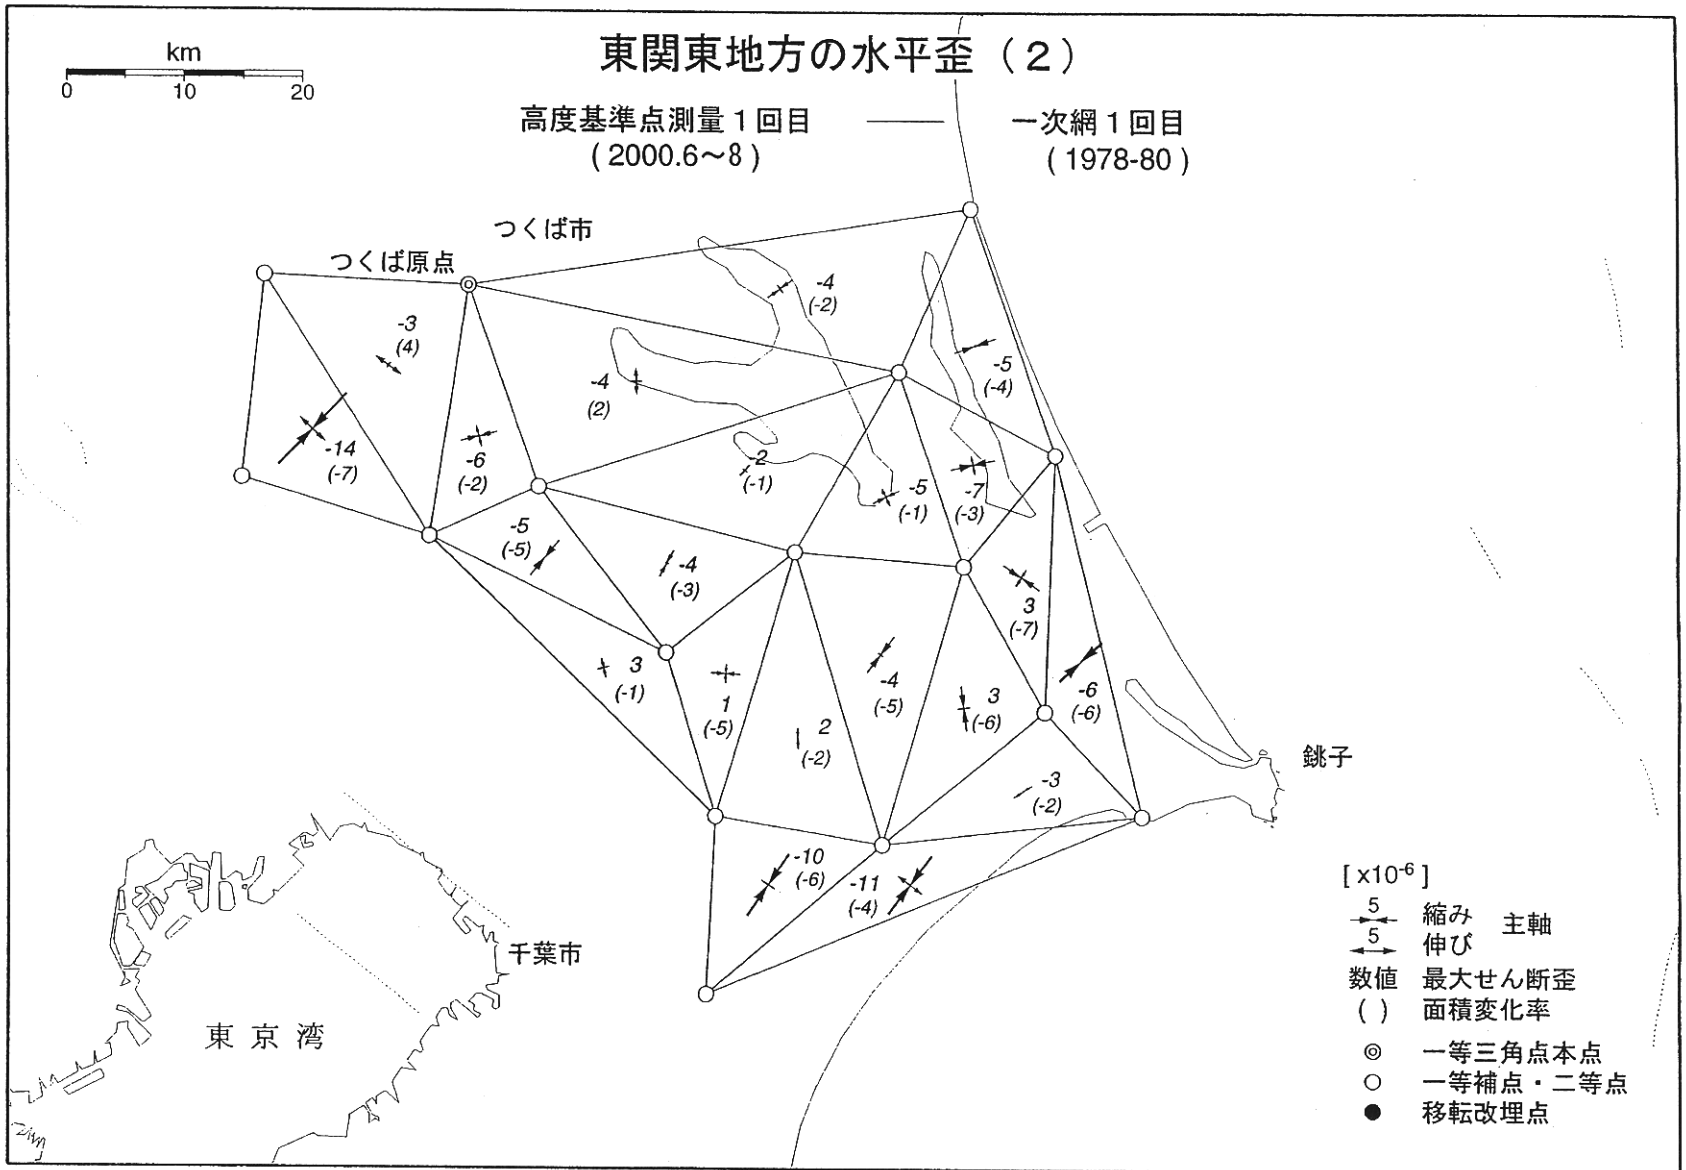 東関東地方の水平歪（２）
km
0 10 20
高度基準点測量１回目 ――― 一次網１回目
( 2000.6～8 ) ( 1978-80 )
つくば市
つくば原点
-4
(-2)
-3
(4)
-5
(-4)
-4
(2)
-14
(-7)
-6
(-2)
-2
(-1)
-5
(-1)
-7
(-3)
-5
(-5)
-4
(-3)
3
(-7)
3
(-1)
1
(-5)
-4
(-5)
3
(-6)
-6
(-6)
2
(-2)
-3
(-2)
-10
(-6)
-11
(-4)
銚子
千葉市
東京湾
[ x10-6 ]
5 縮み 主軸
5 伸び
数値 最大せん断歪
( ) 面積変化率
◎ 一等三角点本点
○ 一等補点・二等点
● 移転改埋点